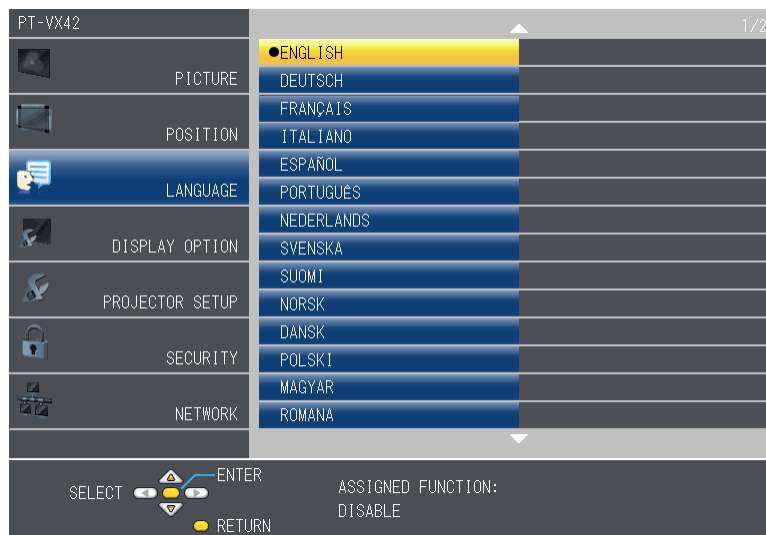 PT-VX42
1/2
PICTURE
POSITION
LANGUAGE
DISPLAY OPTION
PROJECTOR SETUP
SECURITY
NETWORK
●ENGLISH
DEUTSCH
FRANÇAIS
ITALIANO
ESPAÑOL
PORTUGUÊS
NEDERLANDS
SVENSKA
SUOMI
NORSK
DANSK
POLSKI
MAGYAR
ROMANA
SELECT
ENTER
RETURN
ASSIGNED FUNCTION:
DISABLE